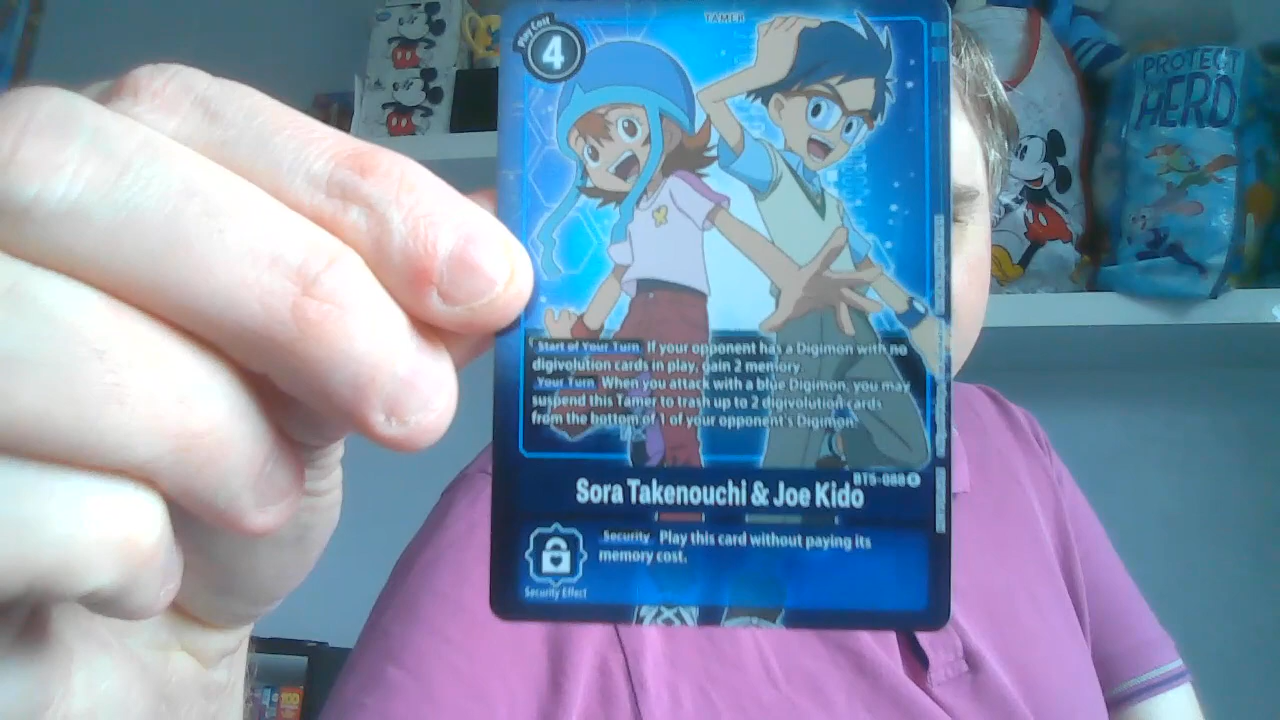 TAMER
Play Cost
4
PROTECT
HERD
Start of Your Turn If your opponent has a Digimon with no
digivolution cards in play, gain 2 memory
Your Turn When you attack with a blue Digimon, you may
suspend this Tamer to trash up to 2 digivolution cards
from the bottom of 1 of your opponent's Digimon.
BT5-088 R
Sora Takenouchi & Joe Kido
Security Play this card without paying its
memory cost.
Security Effect
100